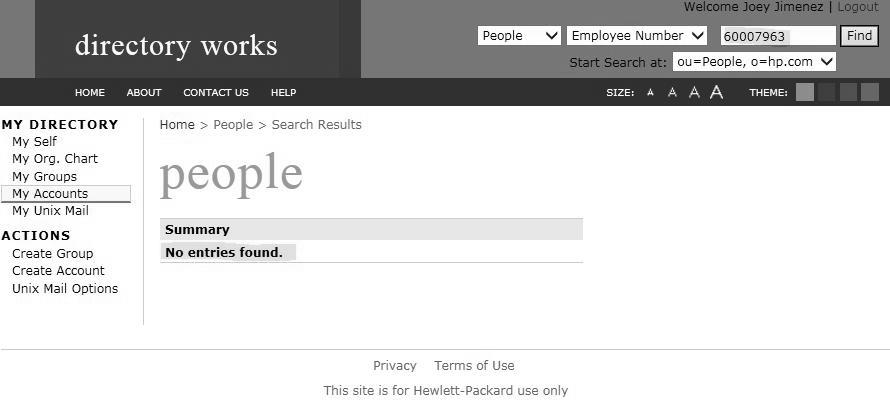 Welcome Joey Jimenez | Logout
directory works
People Employee Number 60007963 Find
Start Search at: ou=People, o=hp.com
HOME ABOUT CONTACT US HELP SIZE: A A A A THEME:
MY DIRECTORY
My Self
My Org. Chart
My Groups
My Accounts
My Unix Mail
ACTIONS
Create Group
Create Account
Unix Mail Options
Home > People > Search Results
people
Summary
No entries found.
Privacy Terms of Use
This site is for Hewlett-Packard use only